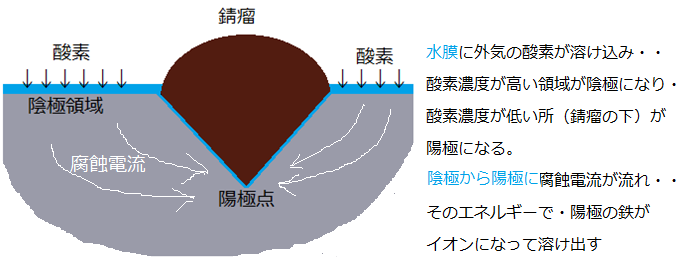 錆瘤
酸素
酸素
陰極領域
腐蝕電流
陽極点
水膜に外気の酸素が溶け込み・・
酸素濃度が高い領域が陰極になり・
酸素濃度が低い所（錆瘤の下）が
陽極になる。
陰極から陽極に腐蝕電流が流れ・・
そのエネルギーで・陽極の鉄が
イオンになって溶け出す